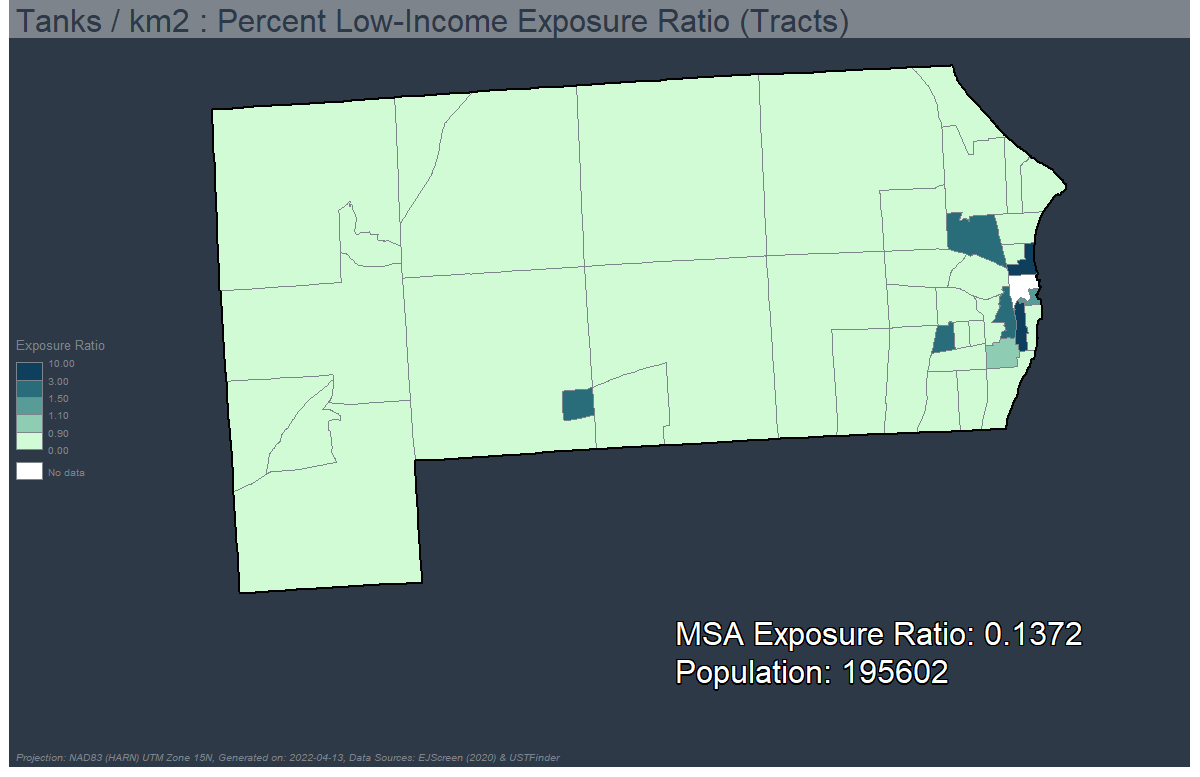 Tanks / km2 : Percent Low-Income Exposure Ratio (Tracts)
Exposure Ratio
10.00
3.00
1.50
1.10
0.90
0.00
No data
MSA Exposure Ratio: 0.1372
Population: 195602
Projection: NAD83 (HARN) UTM Zone 15N, Generated on: 2022-04-13, Data Sources: EJScreen (2020) & USTFinder